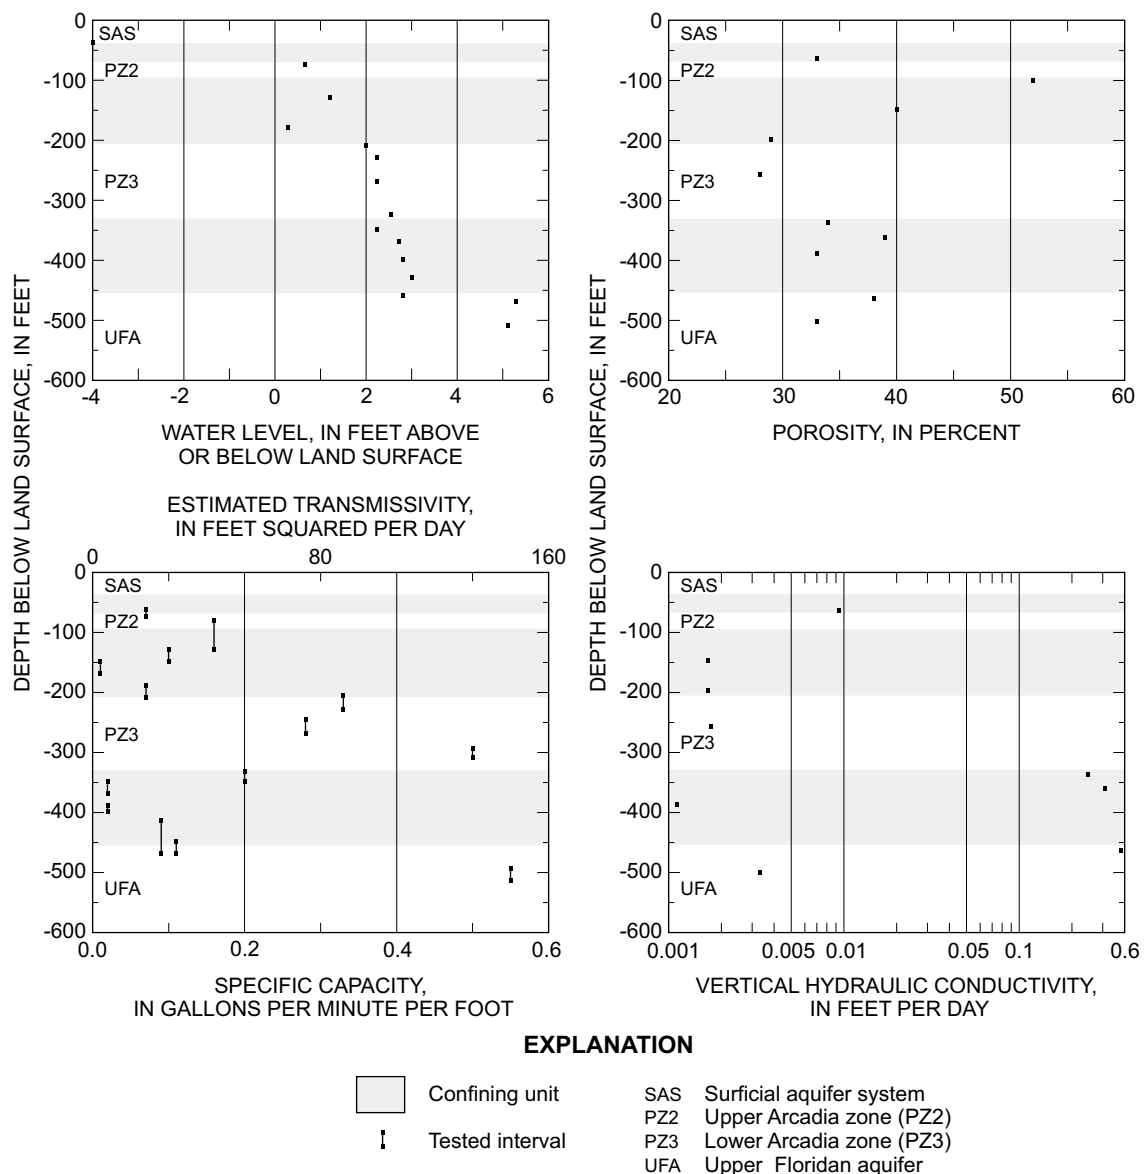 DEPTH BELOW LAND SURFACE, IN FEET
0
-100
-200
-300
-400
-500
-600
SAS
PZ2
PZ3
UFA
-4 -2 0 2 4 6
WATER LEVEL, IN FEET ABOVE
OR BELOW LAND SURFACE
DEPTH BELOW LAND SURFACE, IN FEET
0
-100
-200
-300
-400
-500
-600
SAS
PZ2
PZ3
UFA
20 30 40 50 60
POROSITY, IN PERCENT
ESTIMATED TRANSMISSIVITY,
IN FEET SQUARED PER DAY
0 80 160
0
-100
-200
-300
-400
-500
-600
SAS
PZ2
PZ3
UFA
0.0 0.2 0.4 0.6
SPECIFIC CAPACITY,
IN GALLONS PER MINUTE PER FOOT
0
-100
-200
-300
-400
-500
-600
SAS
PZ2
PZ3
UFA
0.001 0.005 0.01 0.05 0.1 0.6
VERTICAL HYDRAULIC CONDUCTIVITY,
IN FEET PER DAY
EXPLANATION
Confining unit
Tested interval
SAS Surficial aquifer system
PZ2 Upper Arcadia zone (PZ2)
PZ3 Lower Arcadia zone (PZ3)
UFA Upper Floridan aquifer